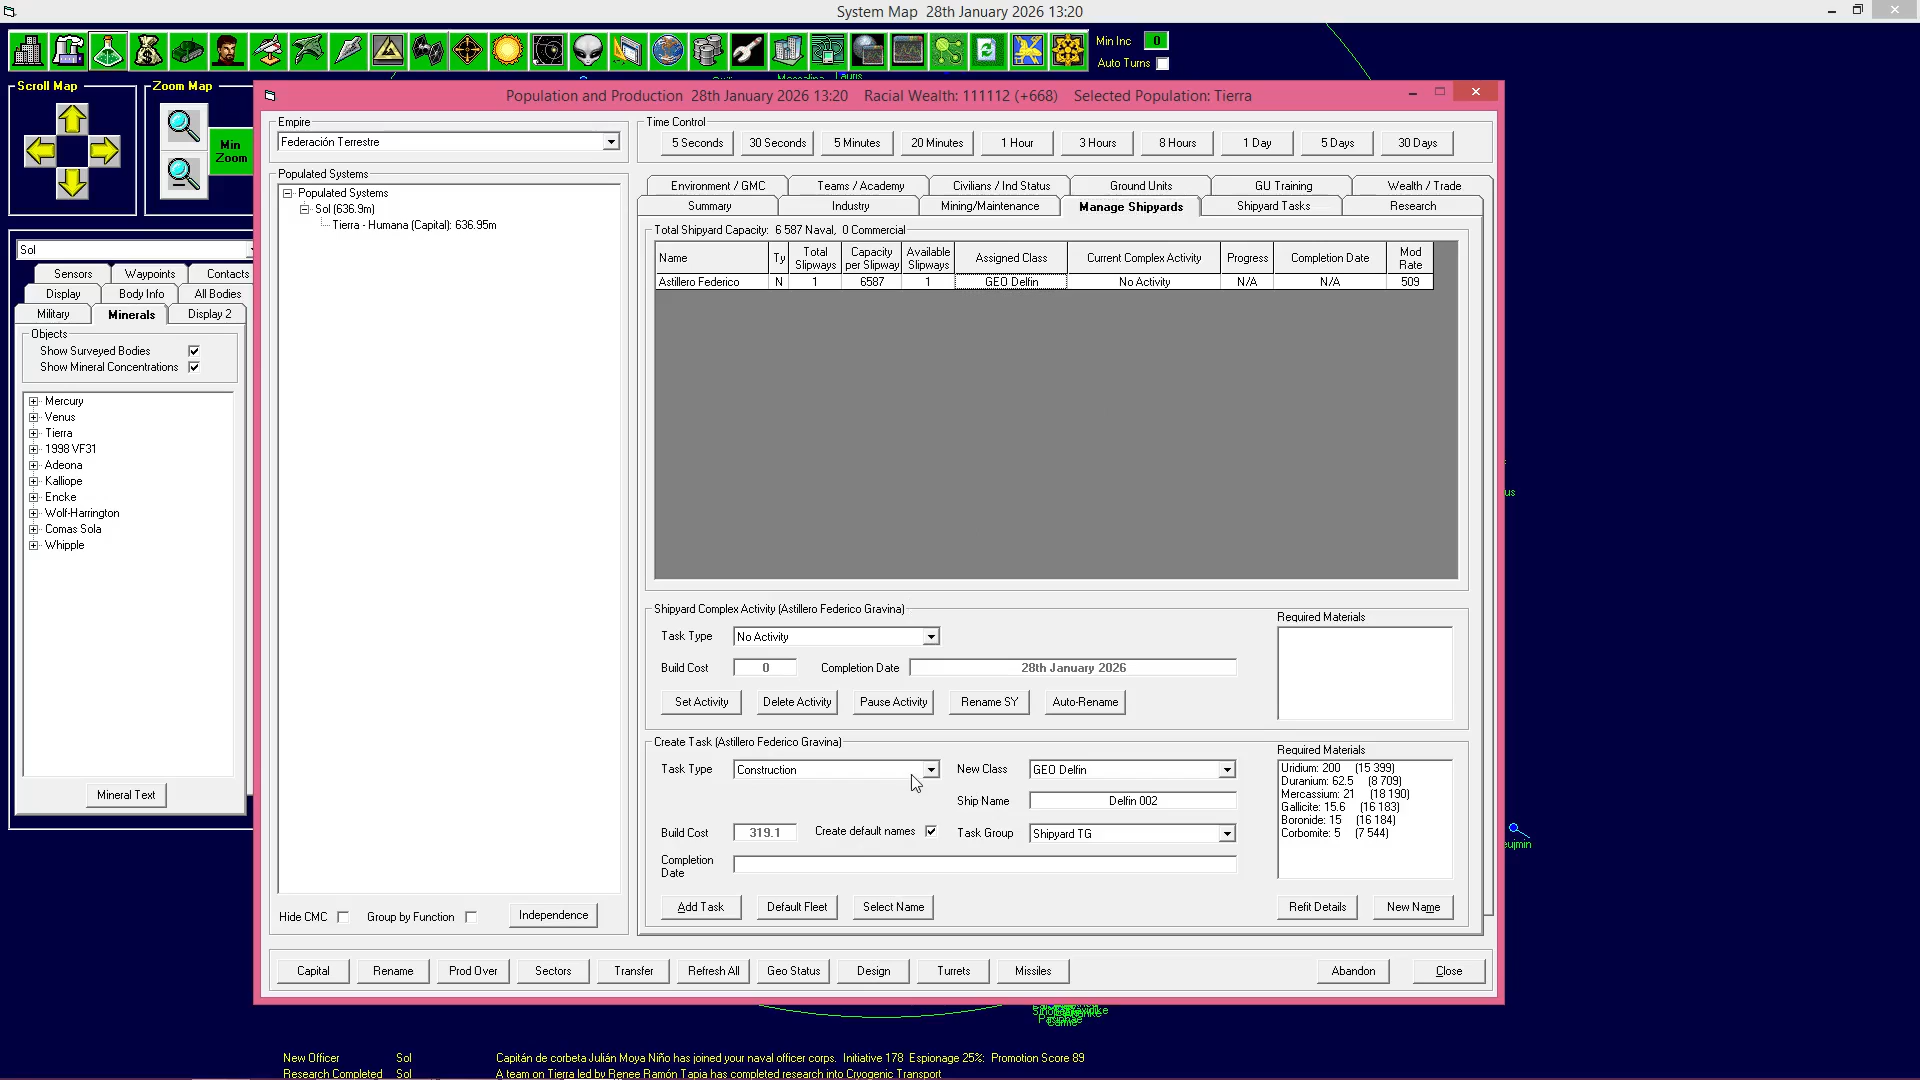 System Map  28th January 2026 13:20
Min Inc 0
Auto Turns
Scroll Map
Zoom Map
Min
Zoom
Sol
Sensors Waypoints Contacts
Display Body Info All Bodies
Military Minerals Display 2
Objects
Show Surveyed Bodies
Show Mineral Concentrations
Mercury
Venus
Tierra
1998 VF31
Adeona
Kalliope
Encke
Wolf-Harrington
Comas Sola
Whipple
Mineral Text
Population and Production  28th January 2026 13:20  Racial Wealth: 111112 (+668)  Selected Population: Tierra
Empire
Federación Terrestre
Populated Systems
Populated Systems
Sol (636.9m)
Tierra - Humana (Capital): 636.95m
Hide CMC
Group by Function
Independence
Time Control
5 Seconds 30 Seconds 5 Minutes 20 Minutes 1 Hour 3 Hours 8 Hours 1 Day 5 Days 30 Days
Environment / GMC Teams / Academy Civilians / Ind Status Ground Units GU Training Wealth / Trade
Summary Industry Mining/Maintenance Manage Shipyards Shipyard Tasks Research
Total Shipyard Capacity:  6 587 Naval,  0 Commercial
Name Ty Total Slipways Capacity per Slipway Available Slipways Assigned Class Current Complex Activity Progress Completion Date Mod Rate
Astillero Federico N 1 6587 1 GEO Delfin No Activity N/A N/A 509
Shipyard Complex Activity (Astillero Federico Gravina)
Task Type No Activity
Build Cost 0 Completion Date 28th January 2026
Set Activity Delete Activity Pause Activity Rename SY Auto-Rename
Required Materials
Create Task (Astillero Federico Gravina)
Task Type Construction New Class GEO Delfin
Ship Name Delfin 002
Build Cost 319.1 Create default names Task Group Shipyard TG
Completion
Date
Required Materials
Uridium: 200 (15 399)
Duranium: 62.5 (8 709)
Mercassium: 21 (18 190)
Gallicite: 15.6 (16 183)
Boronide: 15 (16 184)
Corbomite: 5 (7 544)
Add Task Default Fleet Select Name Refit Details New Name
Capital Rename Prod Over Sectors Transfer Refresh All Geo Status Design Turrets Missiles Abandon Close
New Officer Sol Capitán de corbeta Julián Moya Niño has joined your naval officer corps.  Initiative 178  Espionage 25%:  Promotion Score 89
Research Completed Sol A team on Tierra led by Renee Ramón Tapia has completed research into Cryogenic Transport